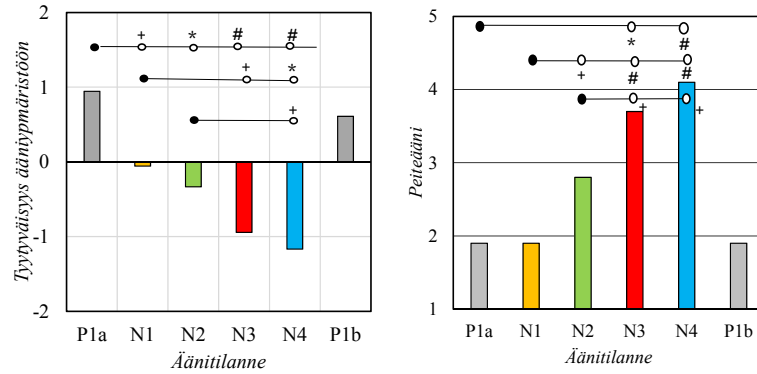 Tyytyväisyys ääniypmäristöön
2
1
0
-1
-2
+ * # #
+ *
+
P1a N1 N2 N3 N4 P1b
Äänitilanne
Peiteääni
5
4
3
2
1
* #
+ # #
+ +
P1a N1 N2 N3 N4 P1b
Äänitilanne